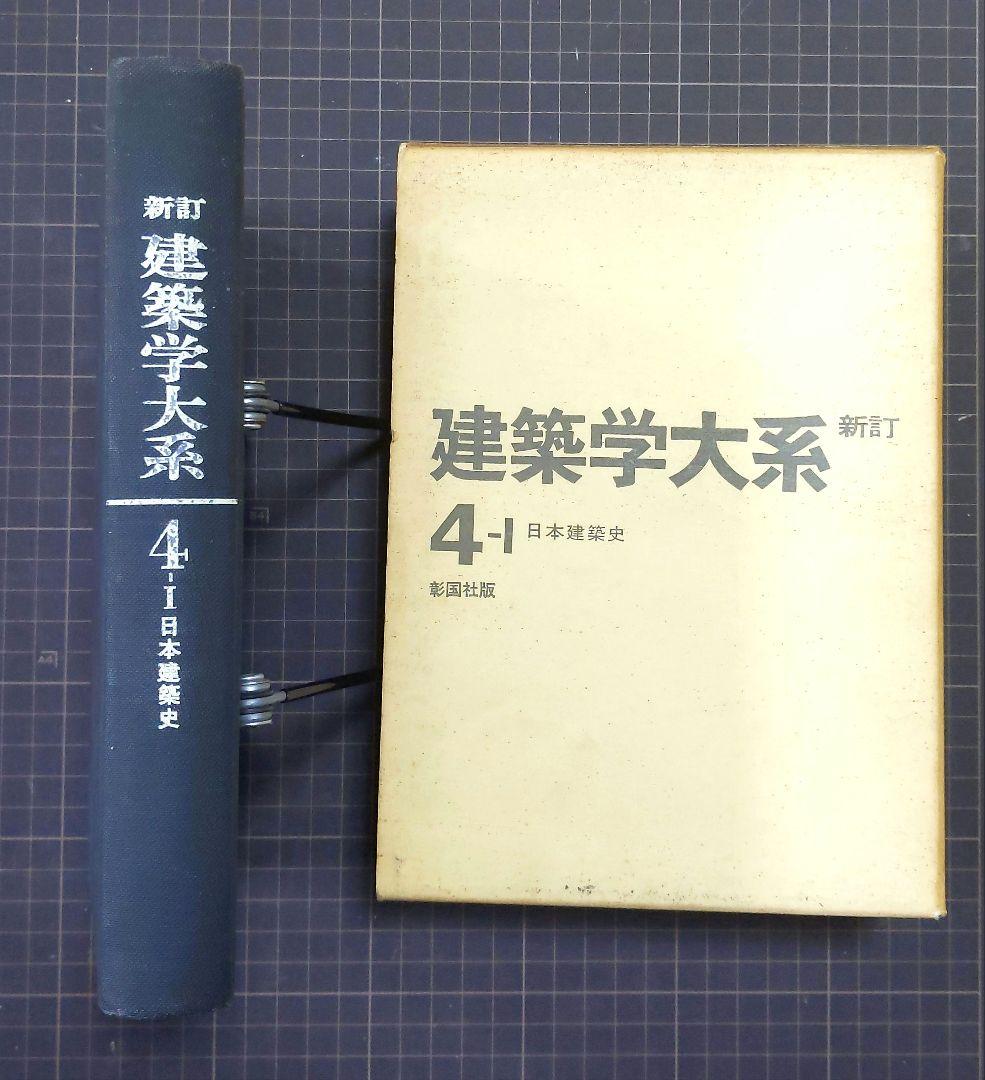 新訂
建築学大系
4-I
日本建築史
建築学大系 新訂
4-I 日本建築史
彰国社版
A4